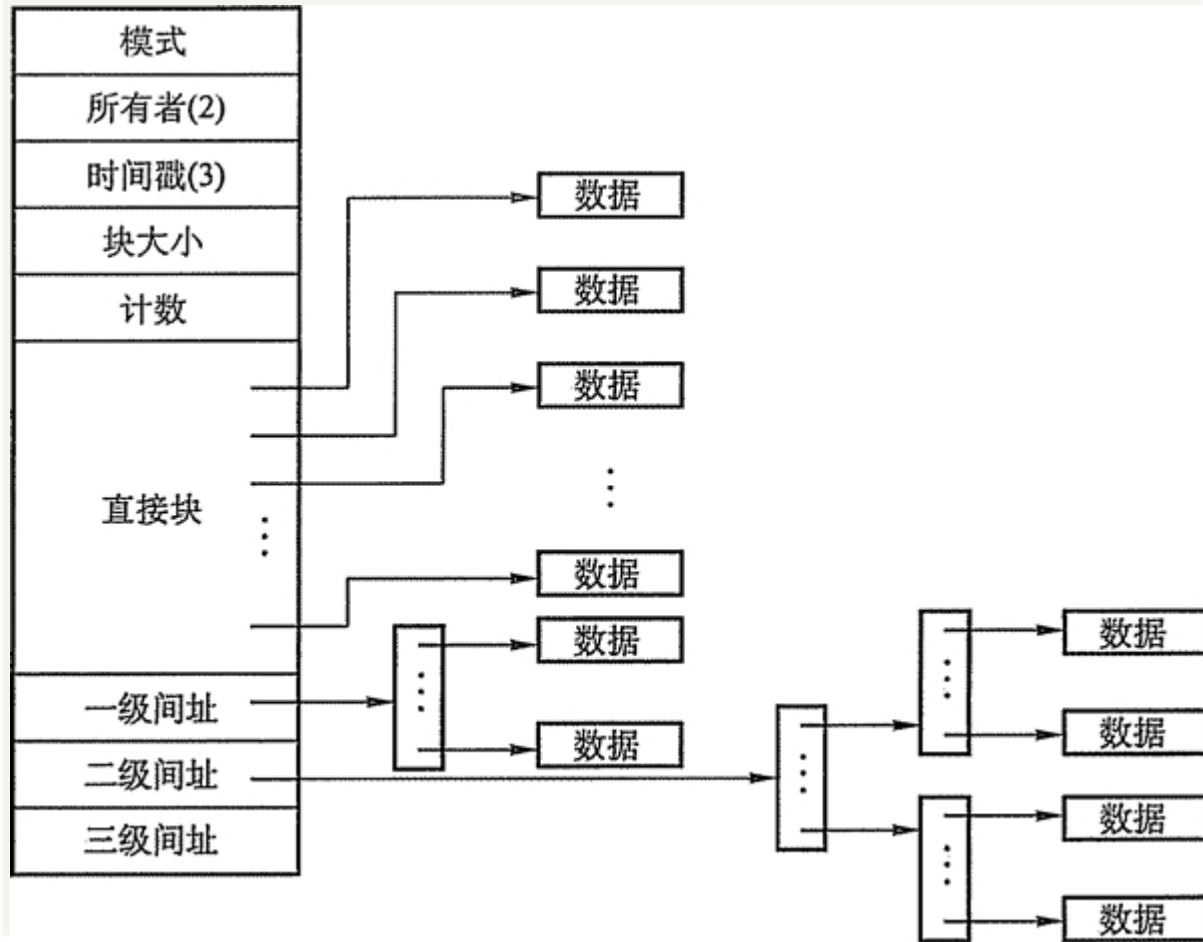 模式
所有者(2)
时间戳(3)
块大小
计数
直接块
一级间址
二级间址
三级间址
数据
数据
数据
数据
数据
数据
数据
数据
数据
数据